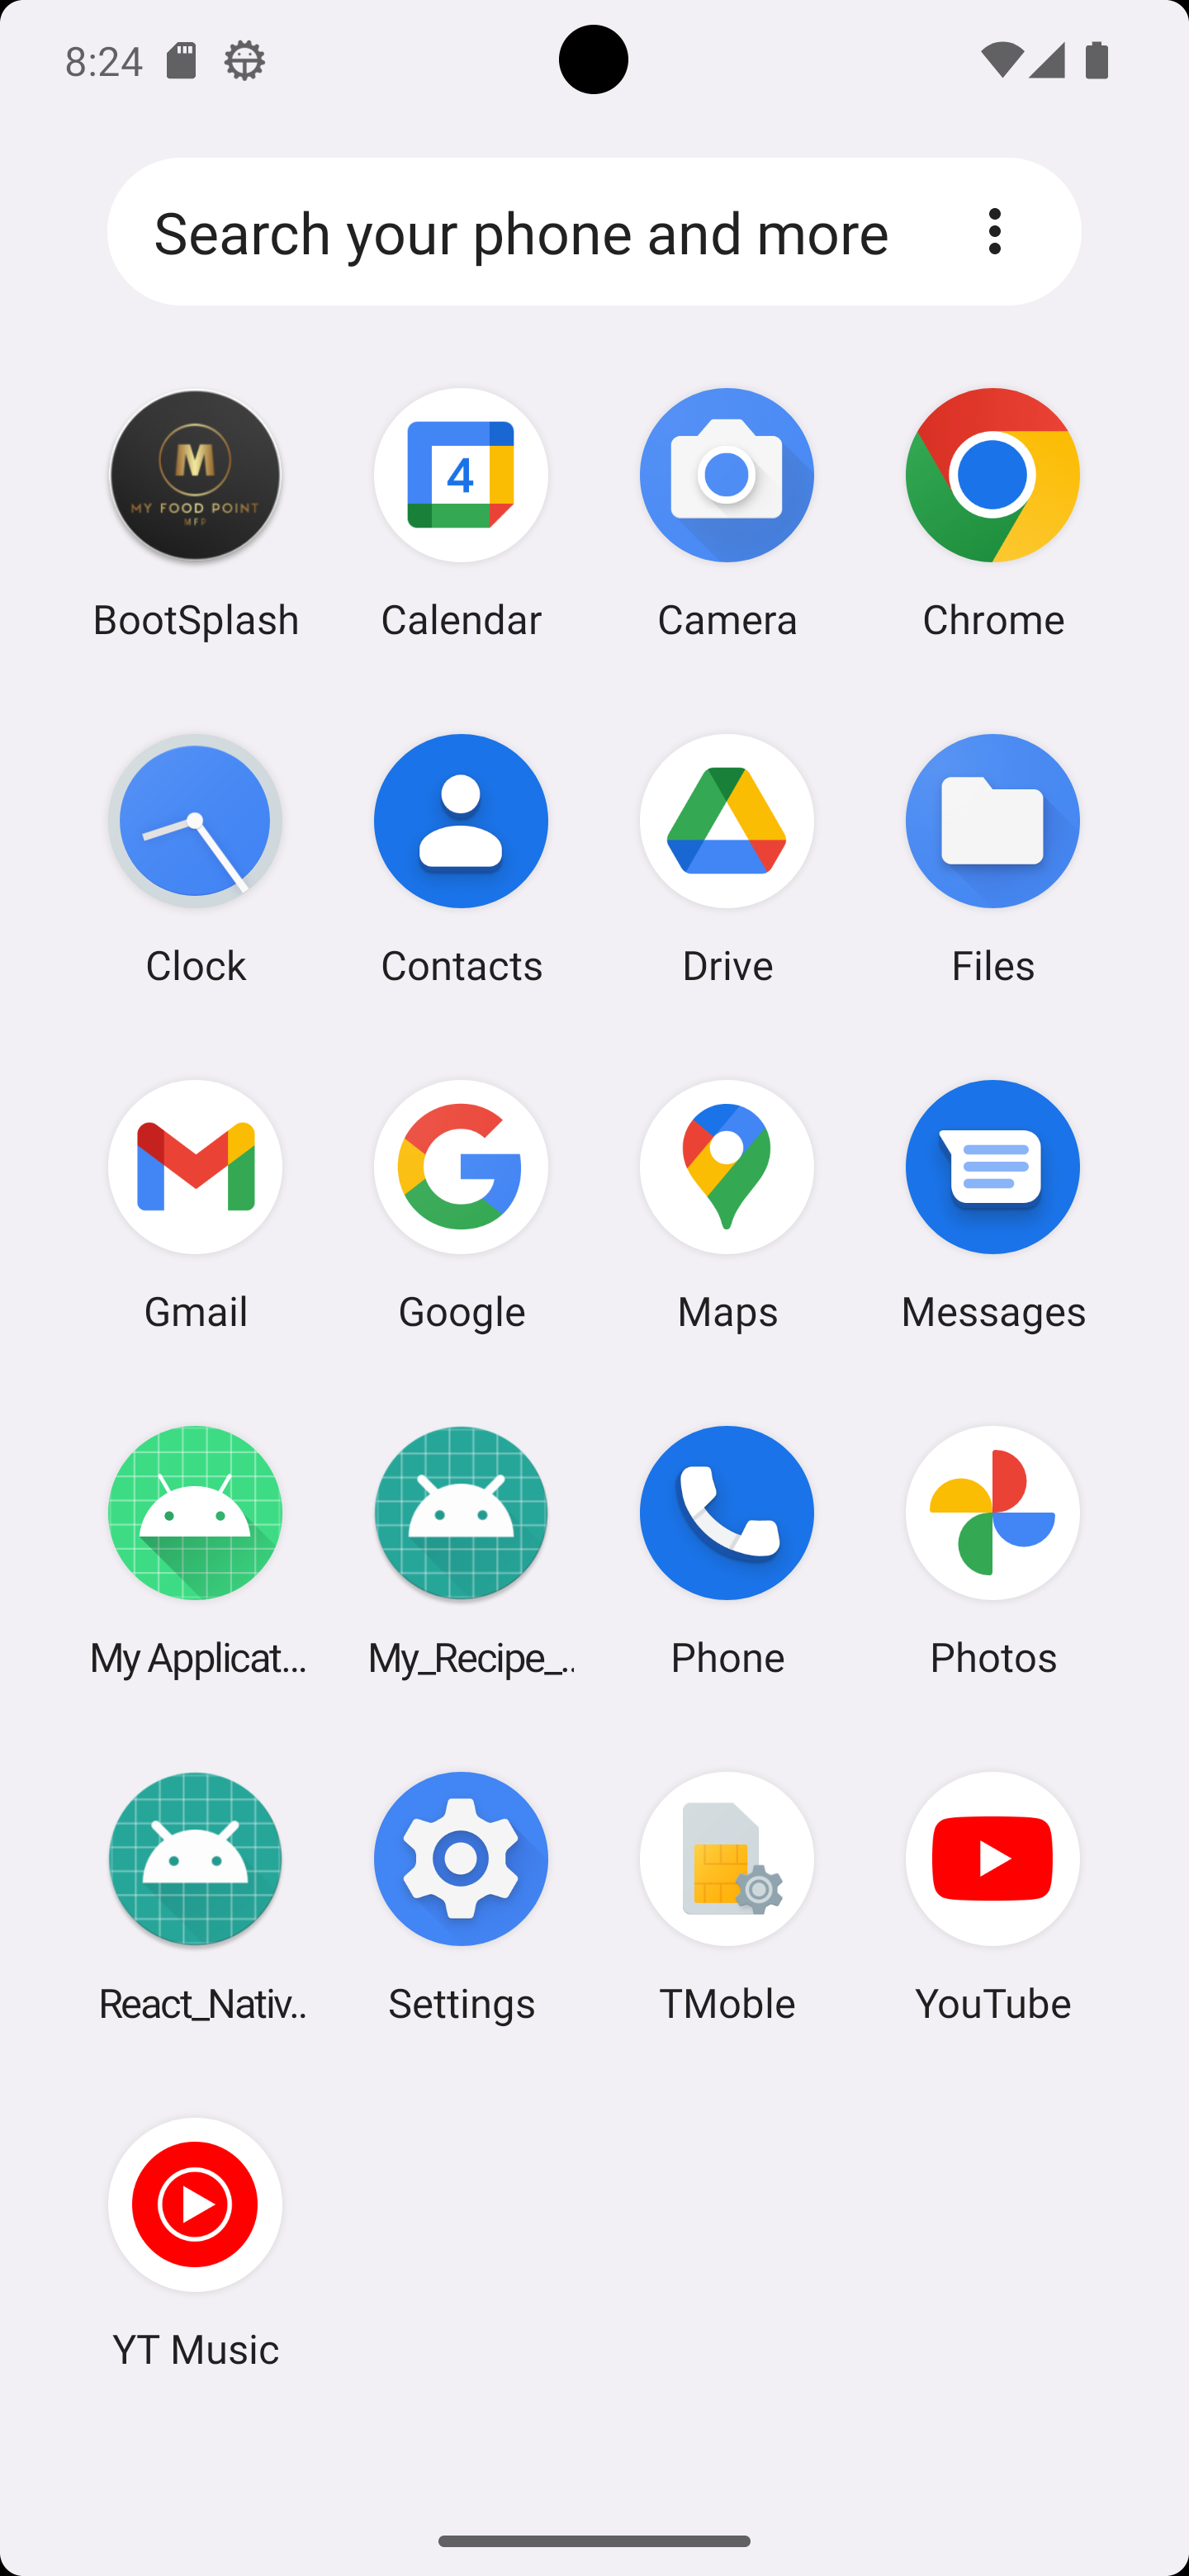 8:24
Search your phone and more
M
MY FOOD POINT
MFP
4
BootSplash Calendar Camera Chrome
Clock Contacts Drive Files
Gmail Google Maps Messages
My Applicat... My_Recipe_.. Phone Photos
React_Nativ.. Settings TMoble YouTube
YT Music